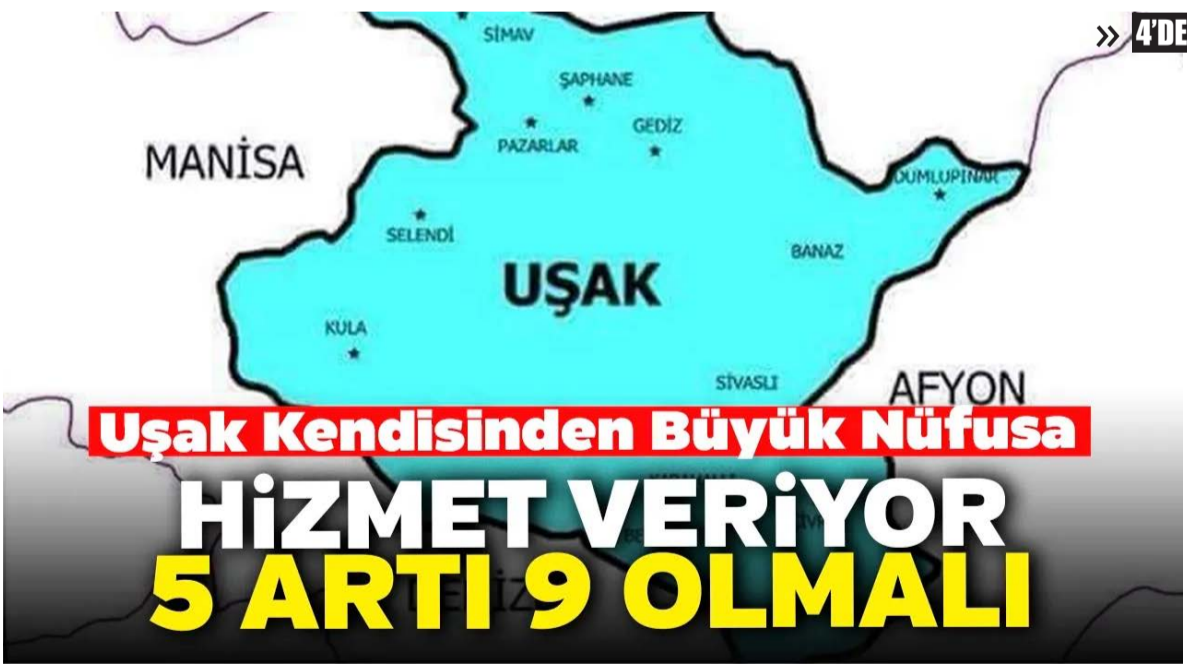 SİMAV
» 4'DE
ŞAPHANE
GEDİZ
PAZARLAR
MANİSA
DUMLUPINAR
SELENDİ
BANAZ
UŞAK
KULA
SİVASLI
AFYON
Uşak Kendisinden Büyük Nüfusa
HİZMET VERİYOR
5 ARTI 9 OLMALI